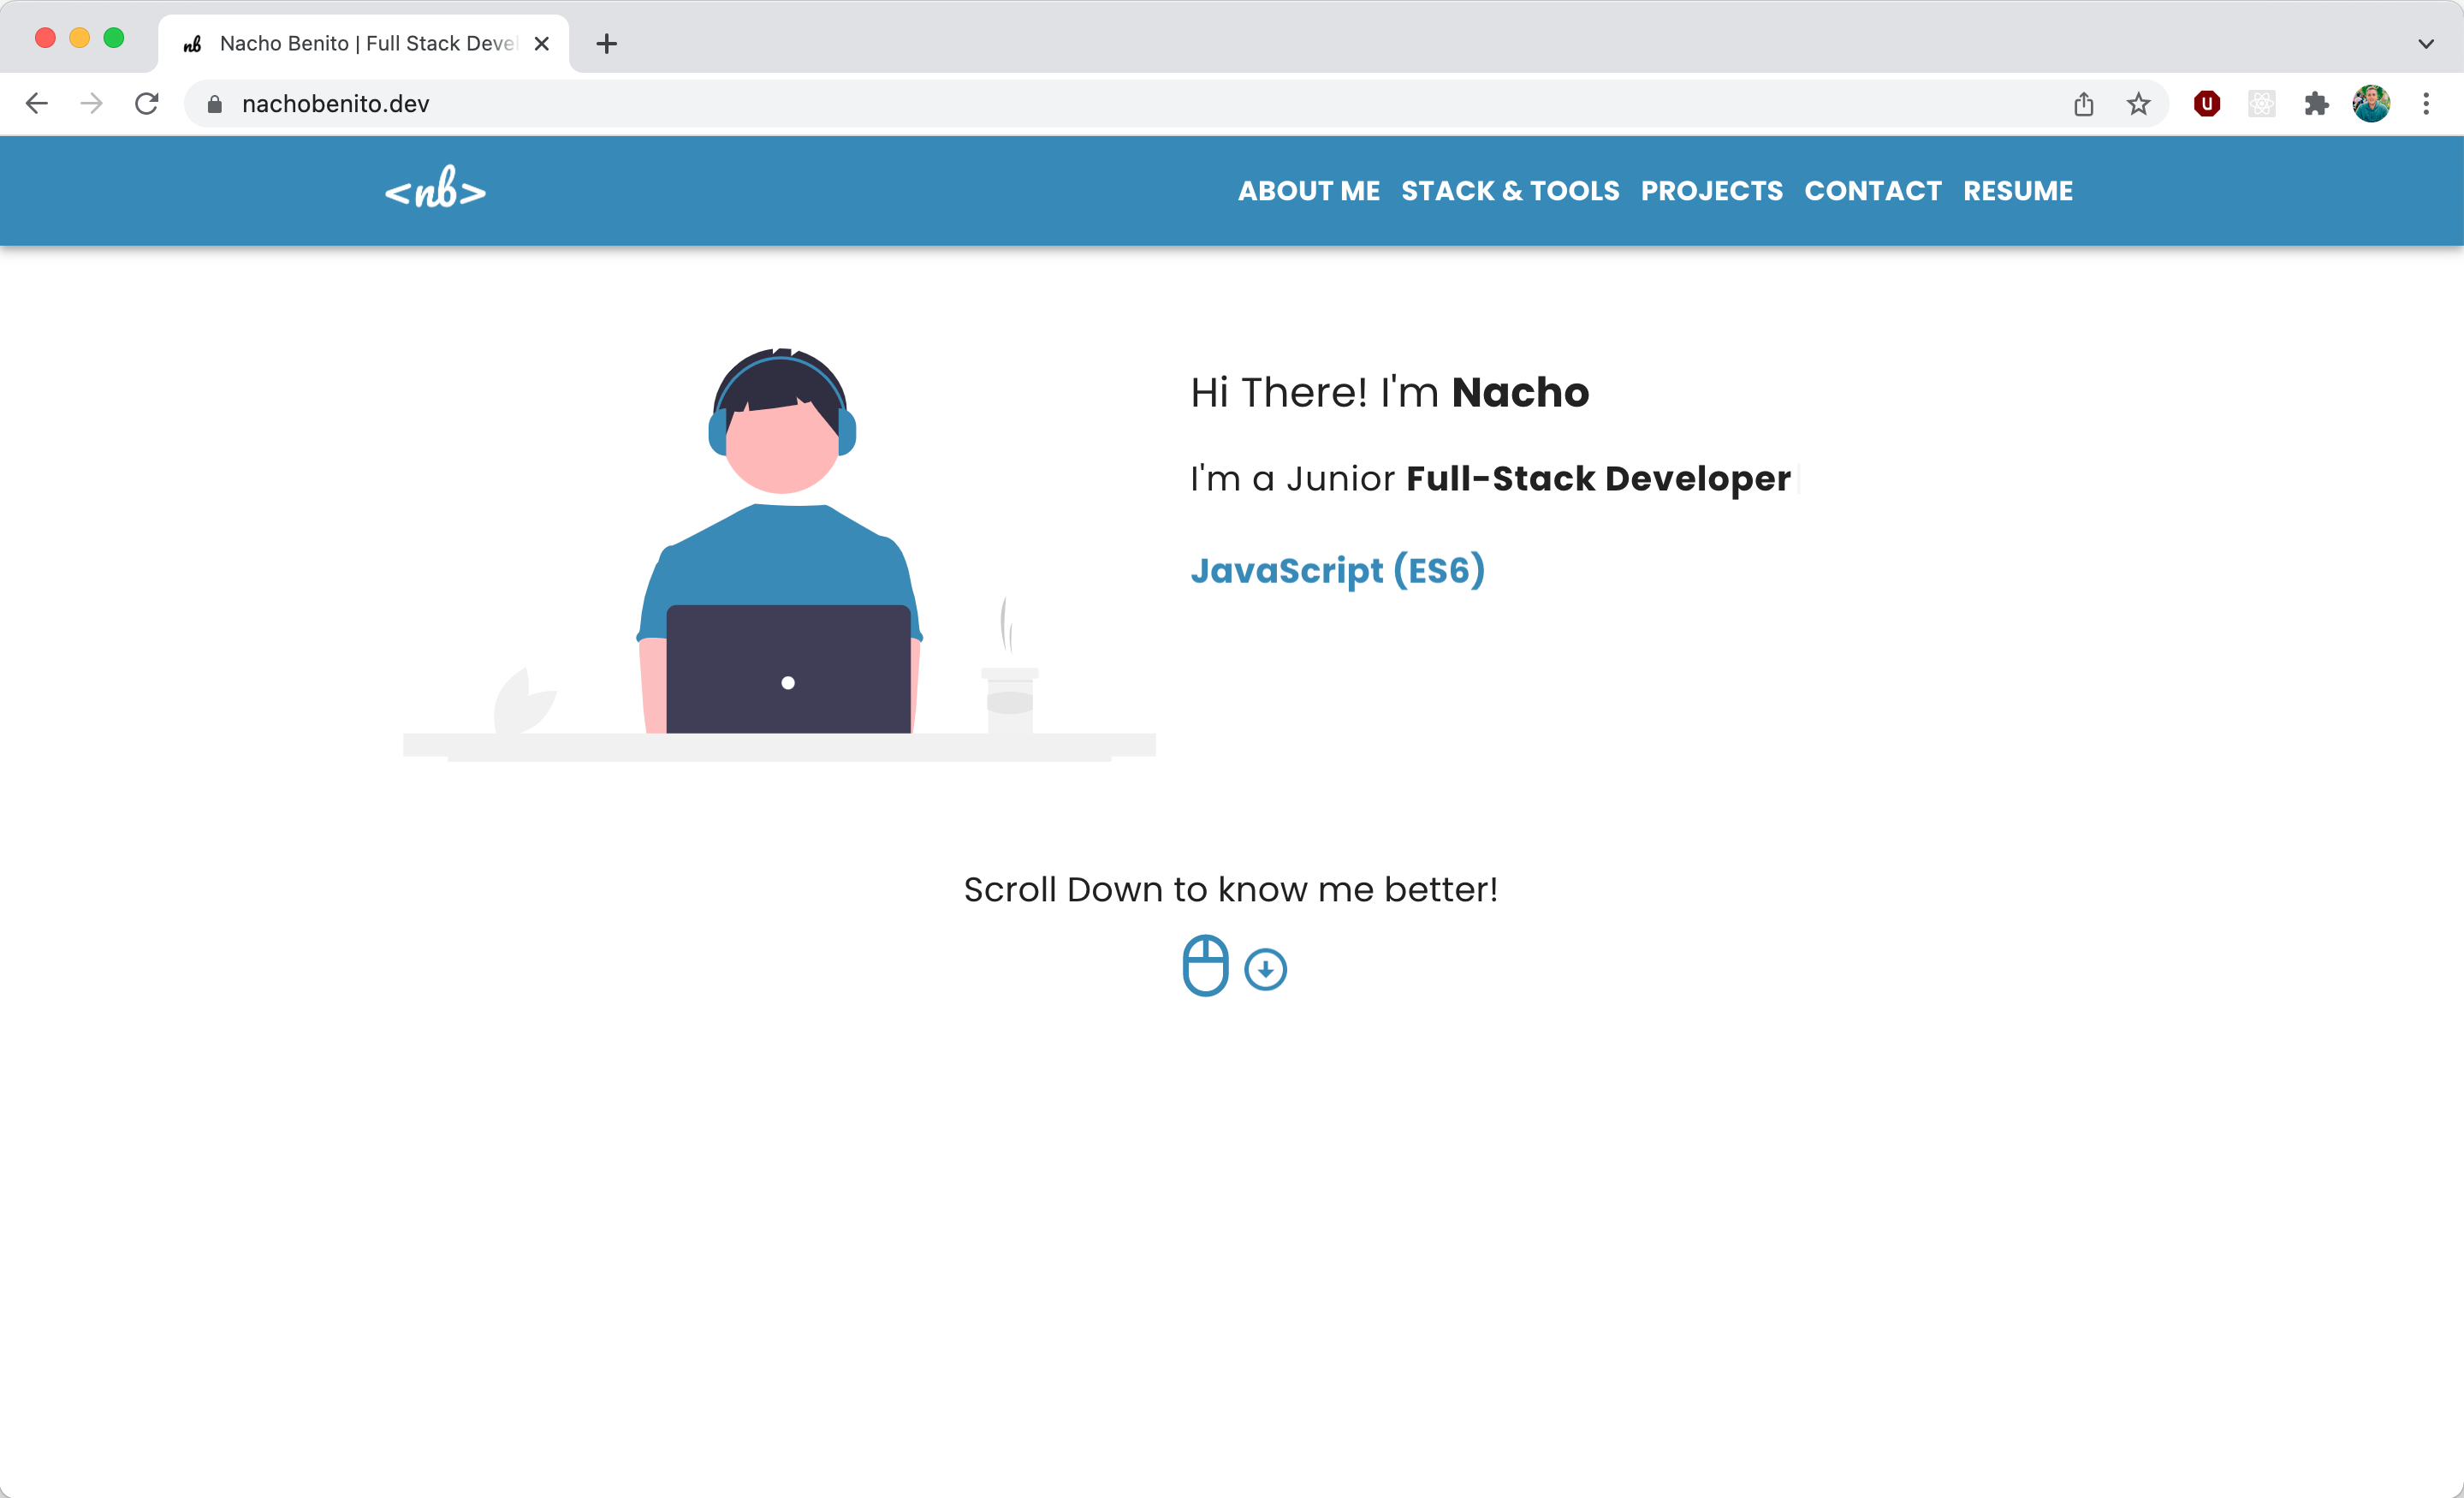 nb Nacho Benito | Full Stack Devel
nachobenito.dev
<nb>
ABOUT ME STACK & TOOLS PROJECTS CONTACT RESUME
Hi There! I'm Nacho
I'm a Junior Full-Stack Developer
JavaScript (ES6)
Scroll Down to know me better!